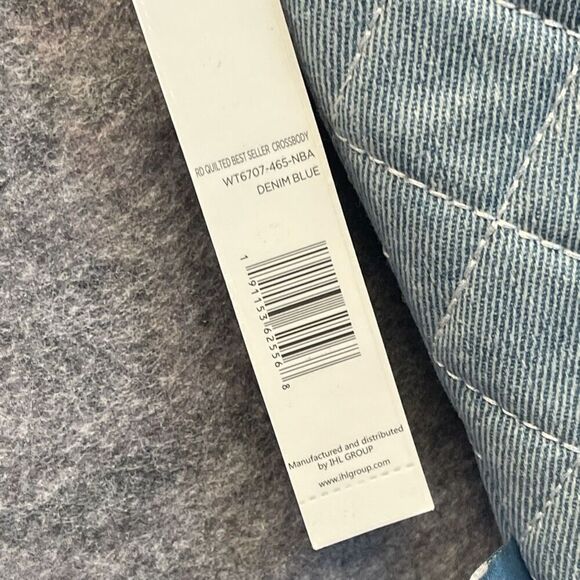 RD QUILTED BEST SELLER CROSSBODY
WT6707-465-NBA
DENIM BLUE
1 91153 62556 8
Manufactured and distributed
by IHL GROUP
www.ihlgroup.com